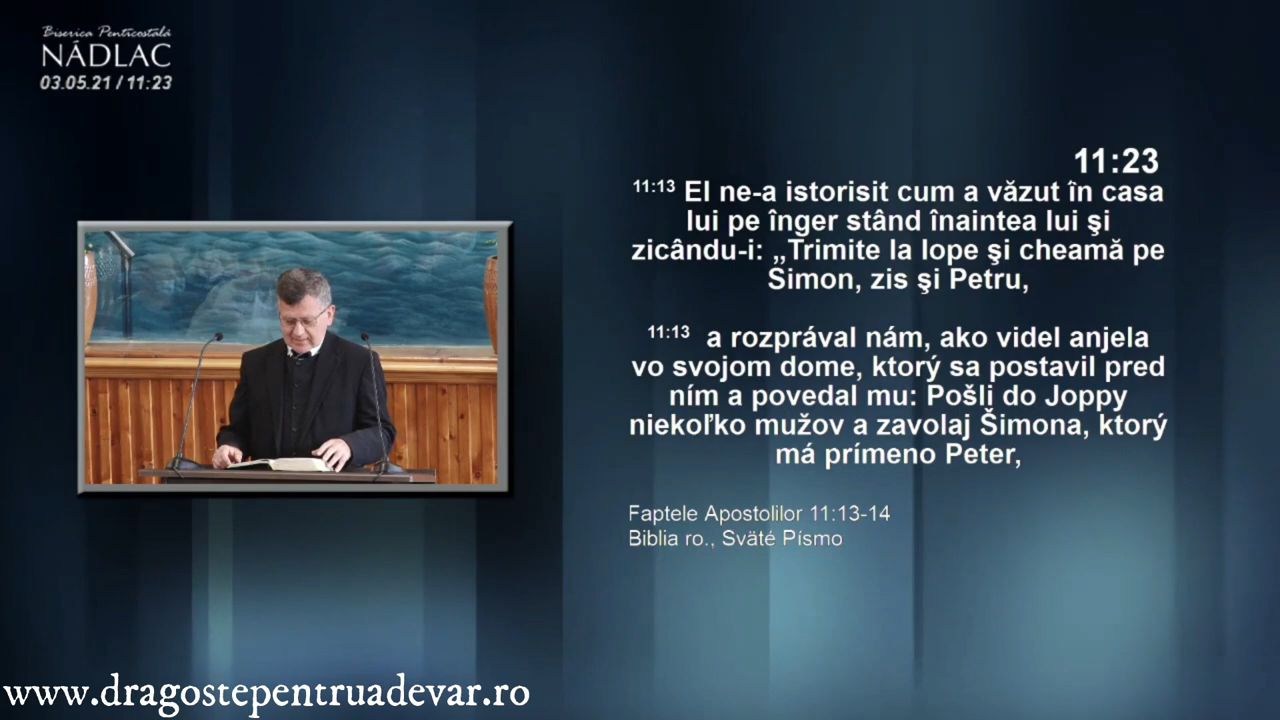 Biserica Penticostală
NĂDLAC
03.05.21 / 11:23
11:23
11:13 El ne-a istorisit cum a văzut în casa
lui pe înger stând înaintea lui şi
zicându-i: „Trimite la Iope şi cheamă pe
Simon, zis şi Petru,
11:13 a rozprával nám, ako videl anjela
vo svojom dome, ktorý sa postavil pred
ním a povedal mu: Pošli do Joppy
niekoľko mužov a zavolaj Šimona, ktorý
má prímeno Peter,
Faptele Apostolilor 11:13-14
Biblia ro., Sväté Písmo
www.dragostepentruadevar.ro